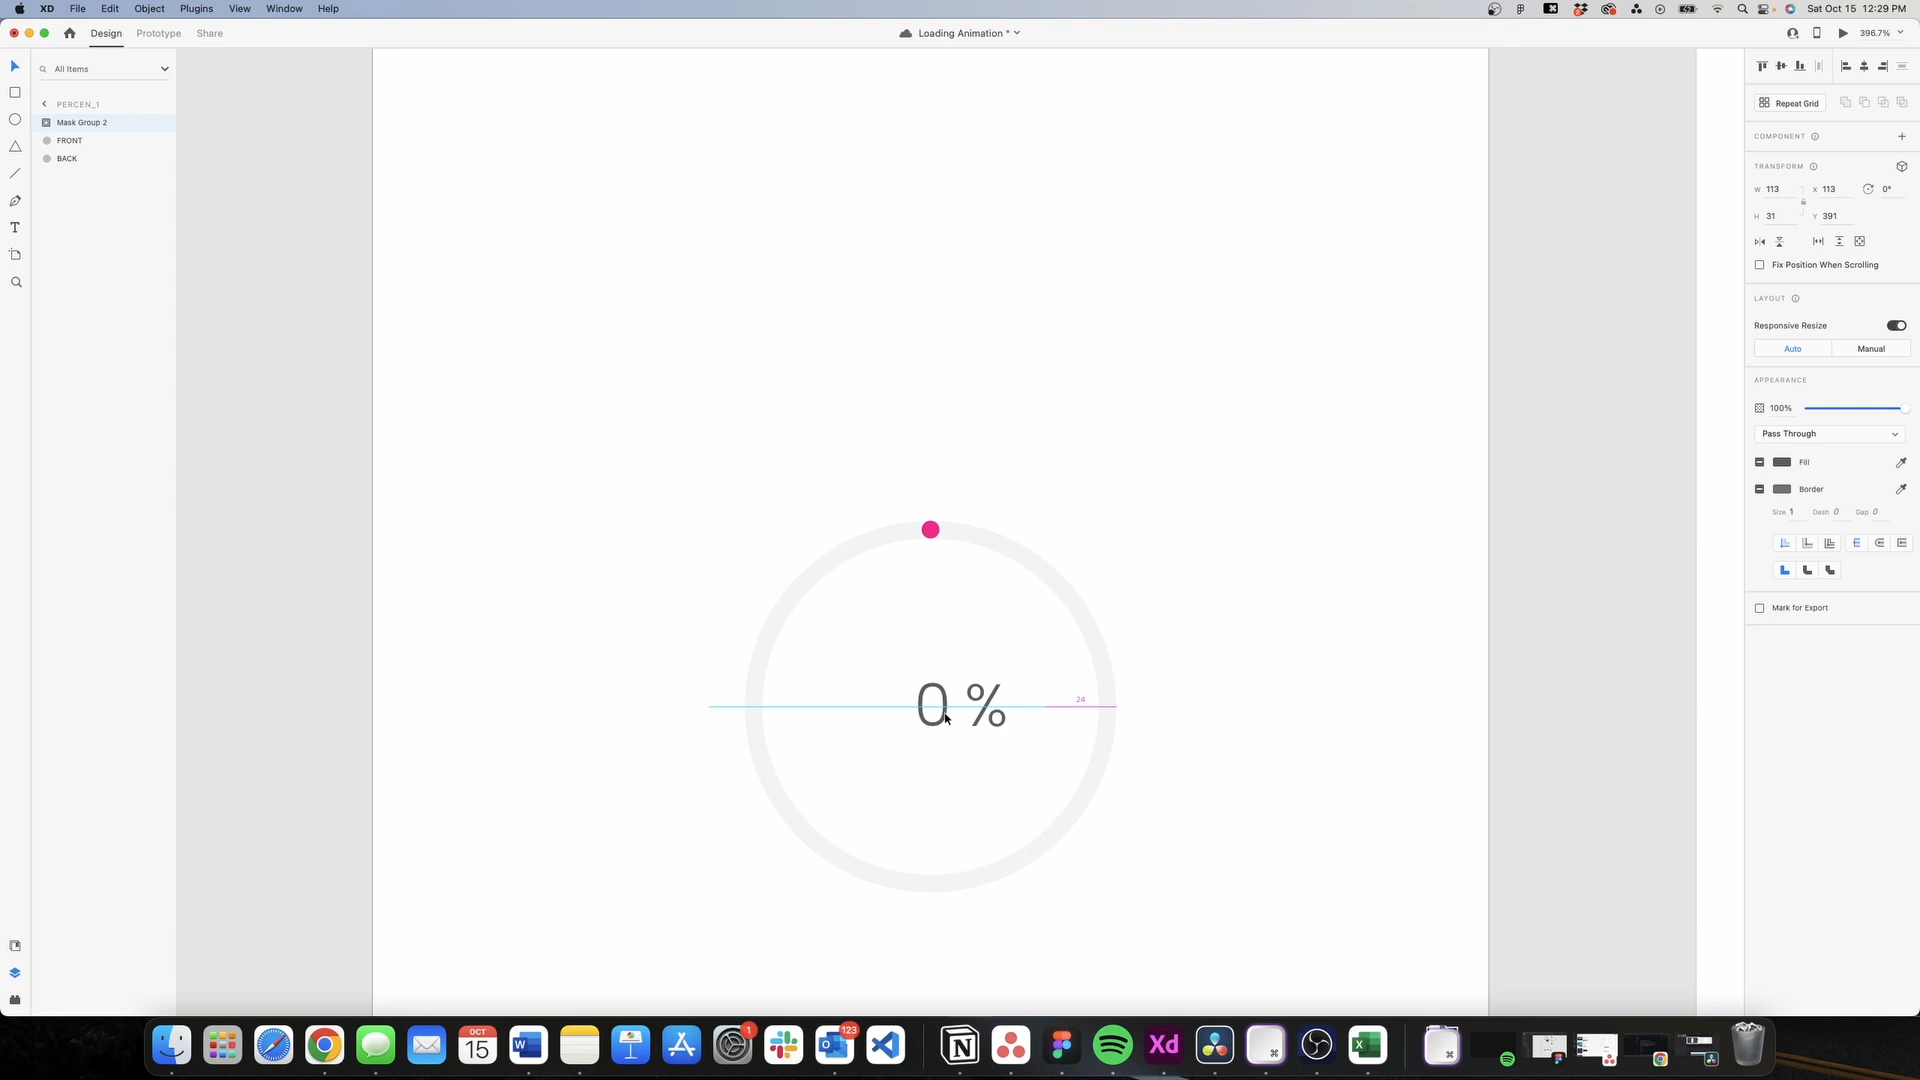 XD File Edit Object Plugins View Window Help
Sat Oct 15 12:29 PM
Design Prototype Share
Loading Animation *
396.7%
All Items
PERCEN_1
Mask Group 2
FRONT
BACK
Repeat Grid
COMPONENT
TRANSFORM
W 113 X 113 0°
H 31 Y 391
Fix Position When Scrolling
LAYOUT
Responsive Resize
Auto Manual
APPEARANCE
100%
Pass Through
Fill
Border
Size 1 Dash 0 Gap 0
Mark for Export
24
0 %
OCT
15
1
123
Xd